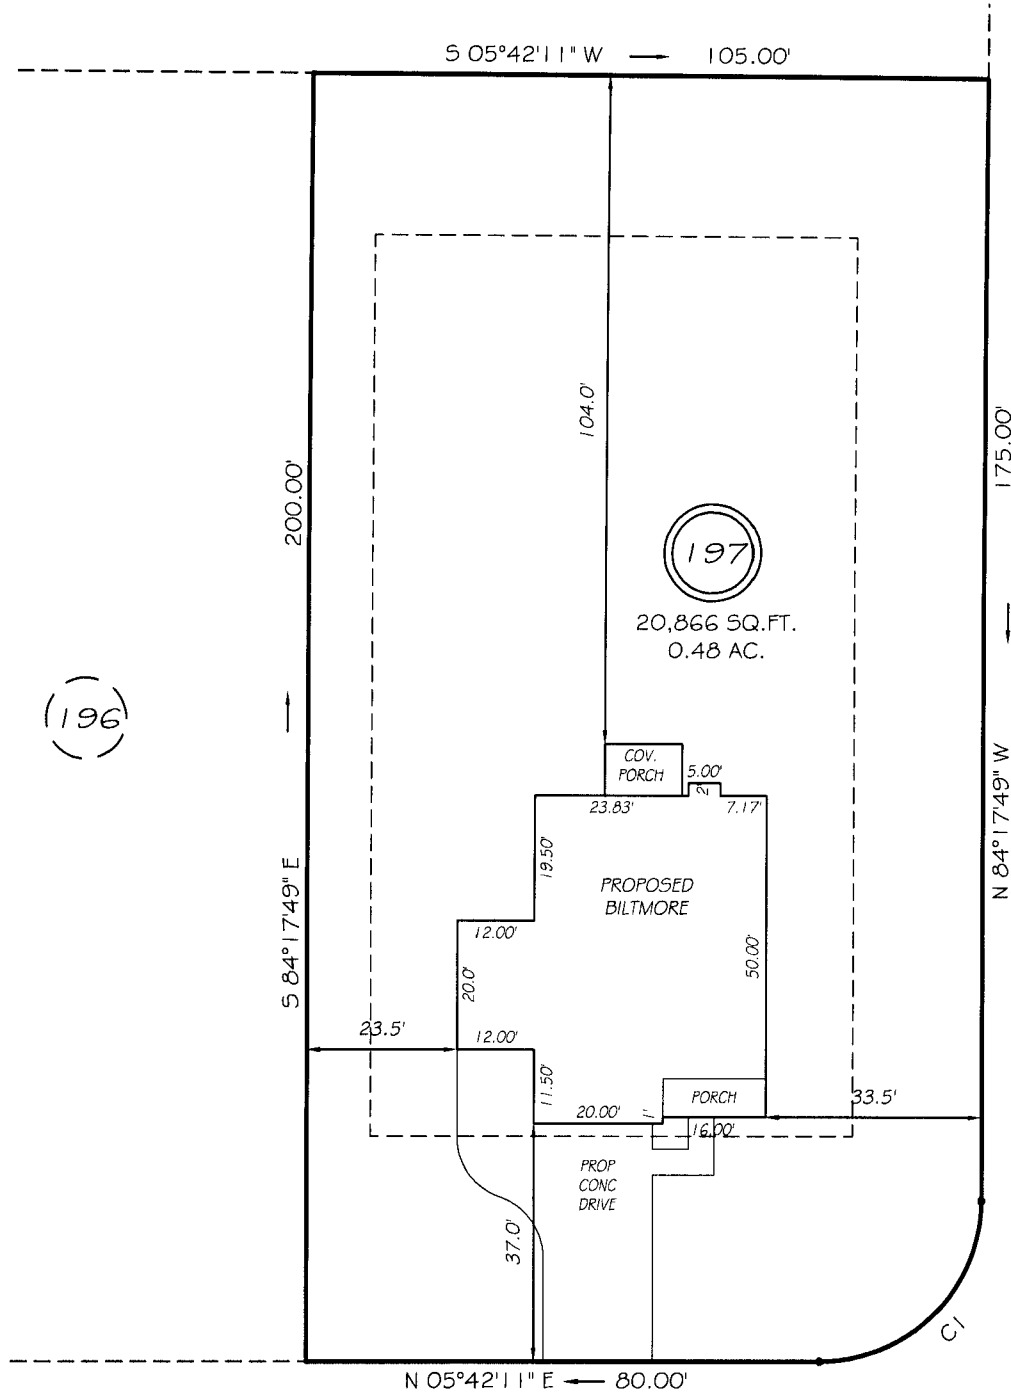 S 05°42'11" W 105.00'
104.0'
200.00'
175.00'
197
20,866 SQ.FT.
0.48 AC.
196
COV.
PORCH
5.00'
2'
23.83'
7.17'
19.50'
PROPOSED
BILTMORE
N 84°17'49" W
S 84°17'49" E
12.00'
20.0'
50.00'
23.5'
12.00'
11.50'
PORCH
33.5'
20.00'
1'
16.00'
PROP
CONC
DRIVE
37.0'
C1
N 05°42'11" E 80.00'